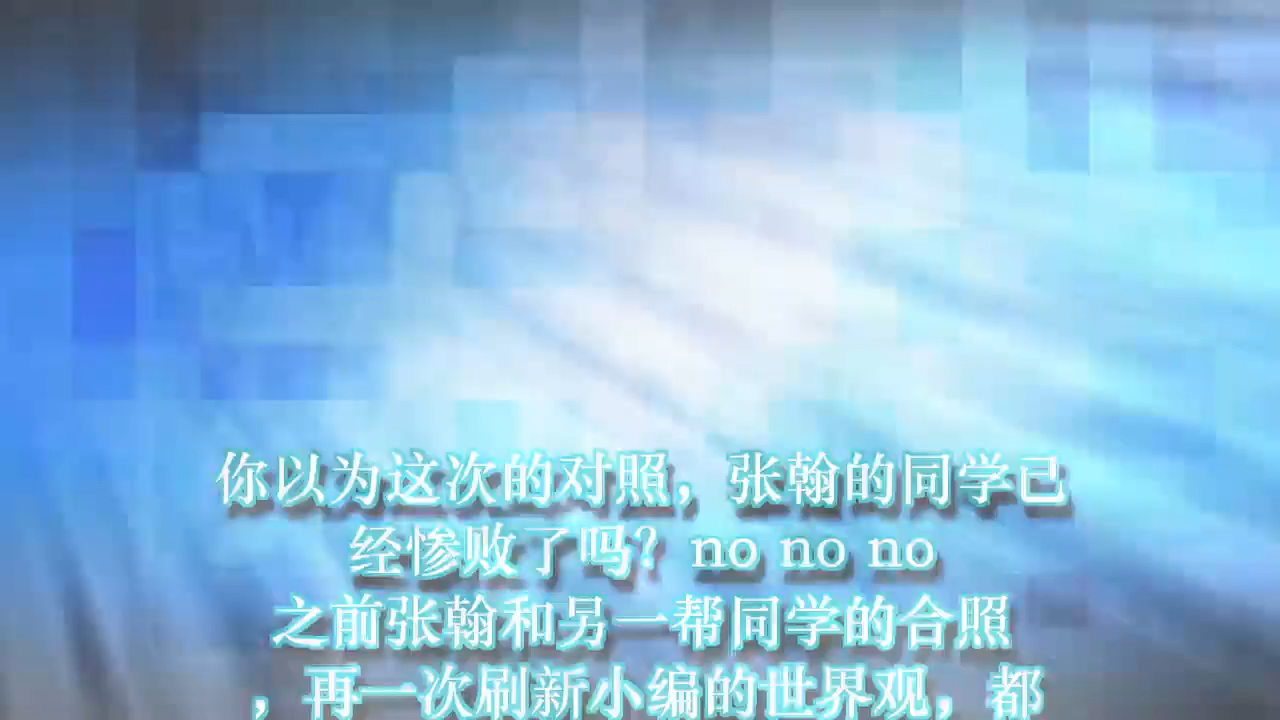 你以为这次的对照，张翰的同学已
经惨败了吗？no no no
之前张翰和另一帮同学的合照
，再一次刷新小编的世界观，都